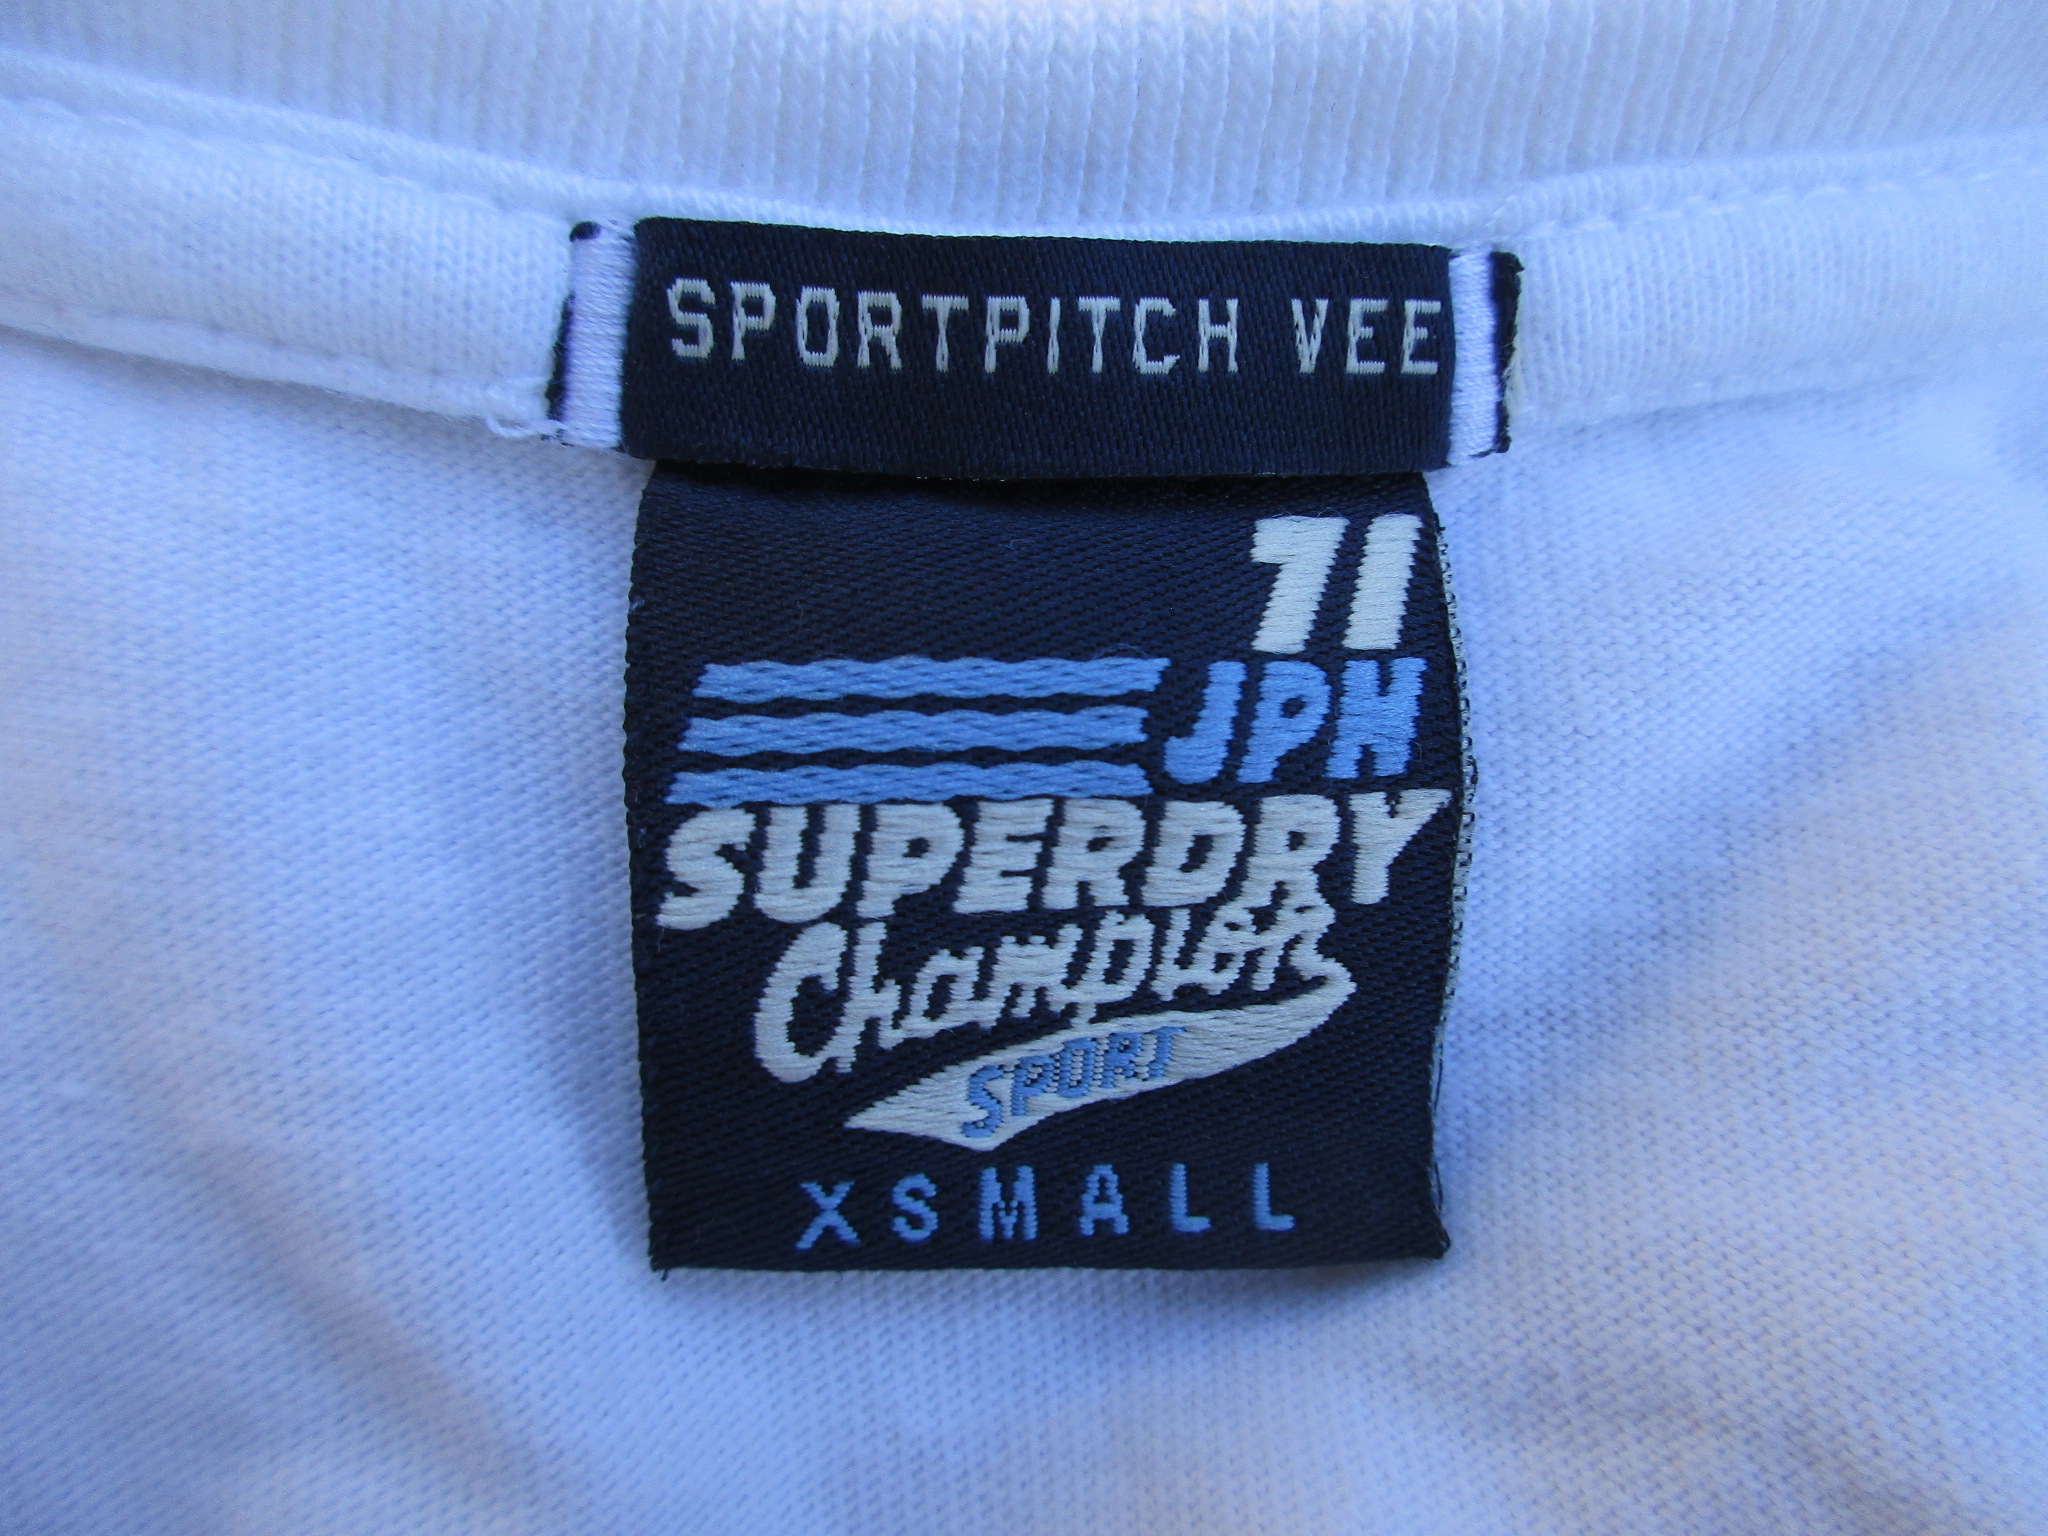 SPORTPITCH VEE
71
JPN
SUPERDRY
Champion
SPORT
XSMALL